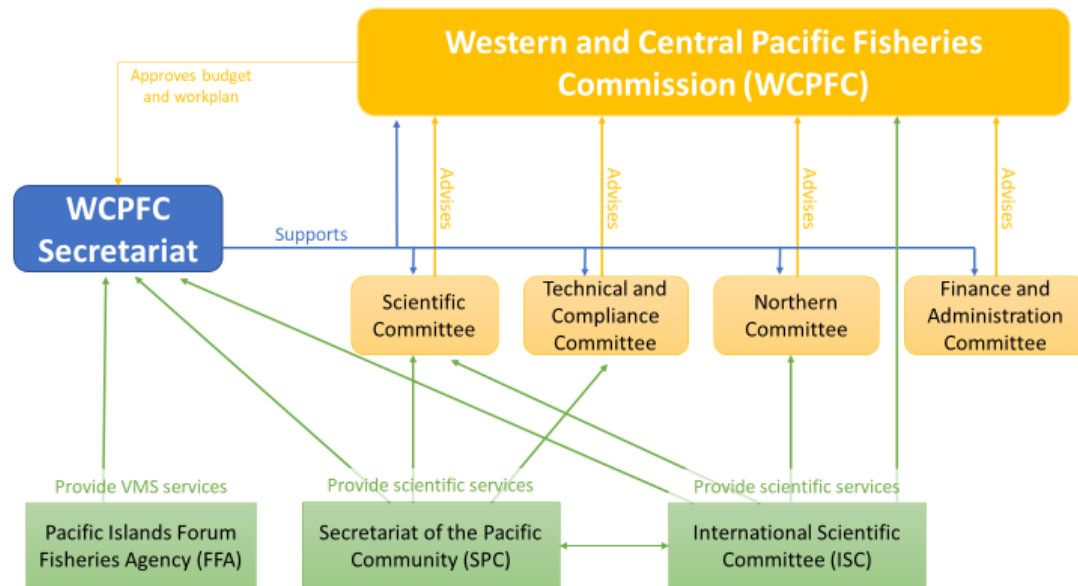 Western and Central Pacific Fisheries
Commission (WCPFC)
Approves budget
and workplan
WCPFC
Secretariat
Supports
Advises
Advises
Advises
Advises
Scientific
Committee
Technical and
Compliance
Committee
Northern
Committee
Finance and
Administration
Committee
Provide VMS services
Provide scientific services
Provide scientific services
Pacific Islands Forum
Fisheries Agency (FFA)
Secretariat of the Pacific
Community (SPC)
International Scientific
Committee (ISC)